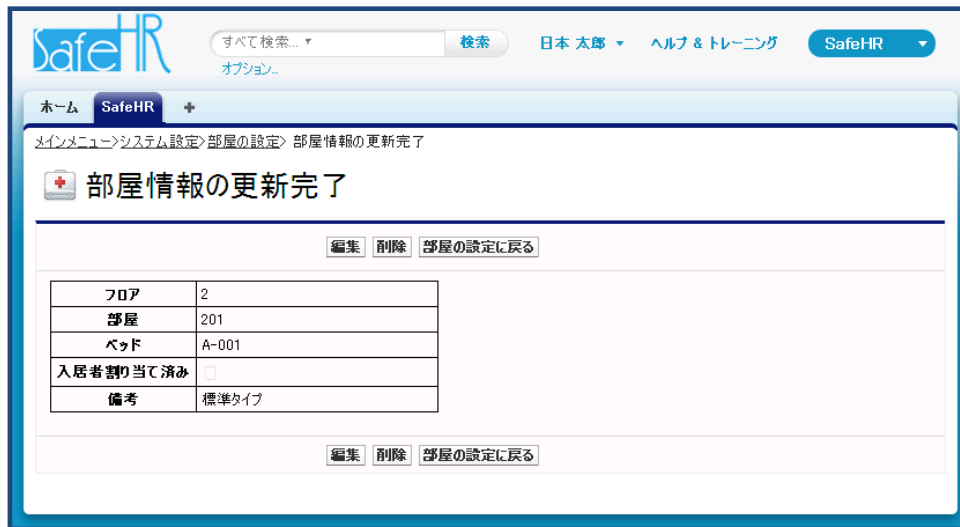 SafeHR
すべて検索... ▼ 検索 日本 太郎 ▼ ヘルプ & トレーニング SafeHR ▼
オプション...
ホーム SafeHR +
メインメニュー>システム設定>部屋の設定> 部屋情報の更新完了
部屋情報の更新完了
編集 削除 部屋の設定に戻る
フロア 2
部屋 201
ベッド A-001
入居者割り当て済み
備考 標準タイプ
編集 削除 部屋の設定に戻る